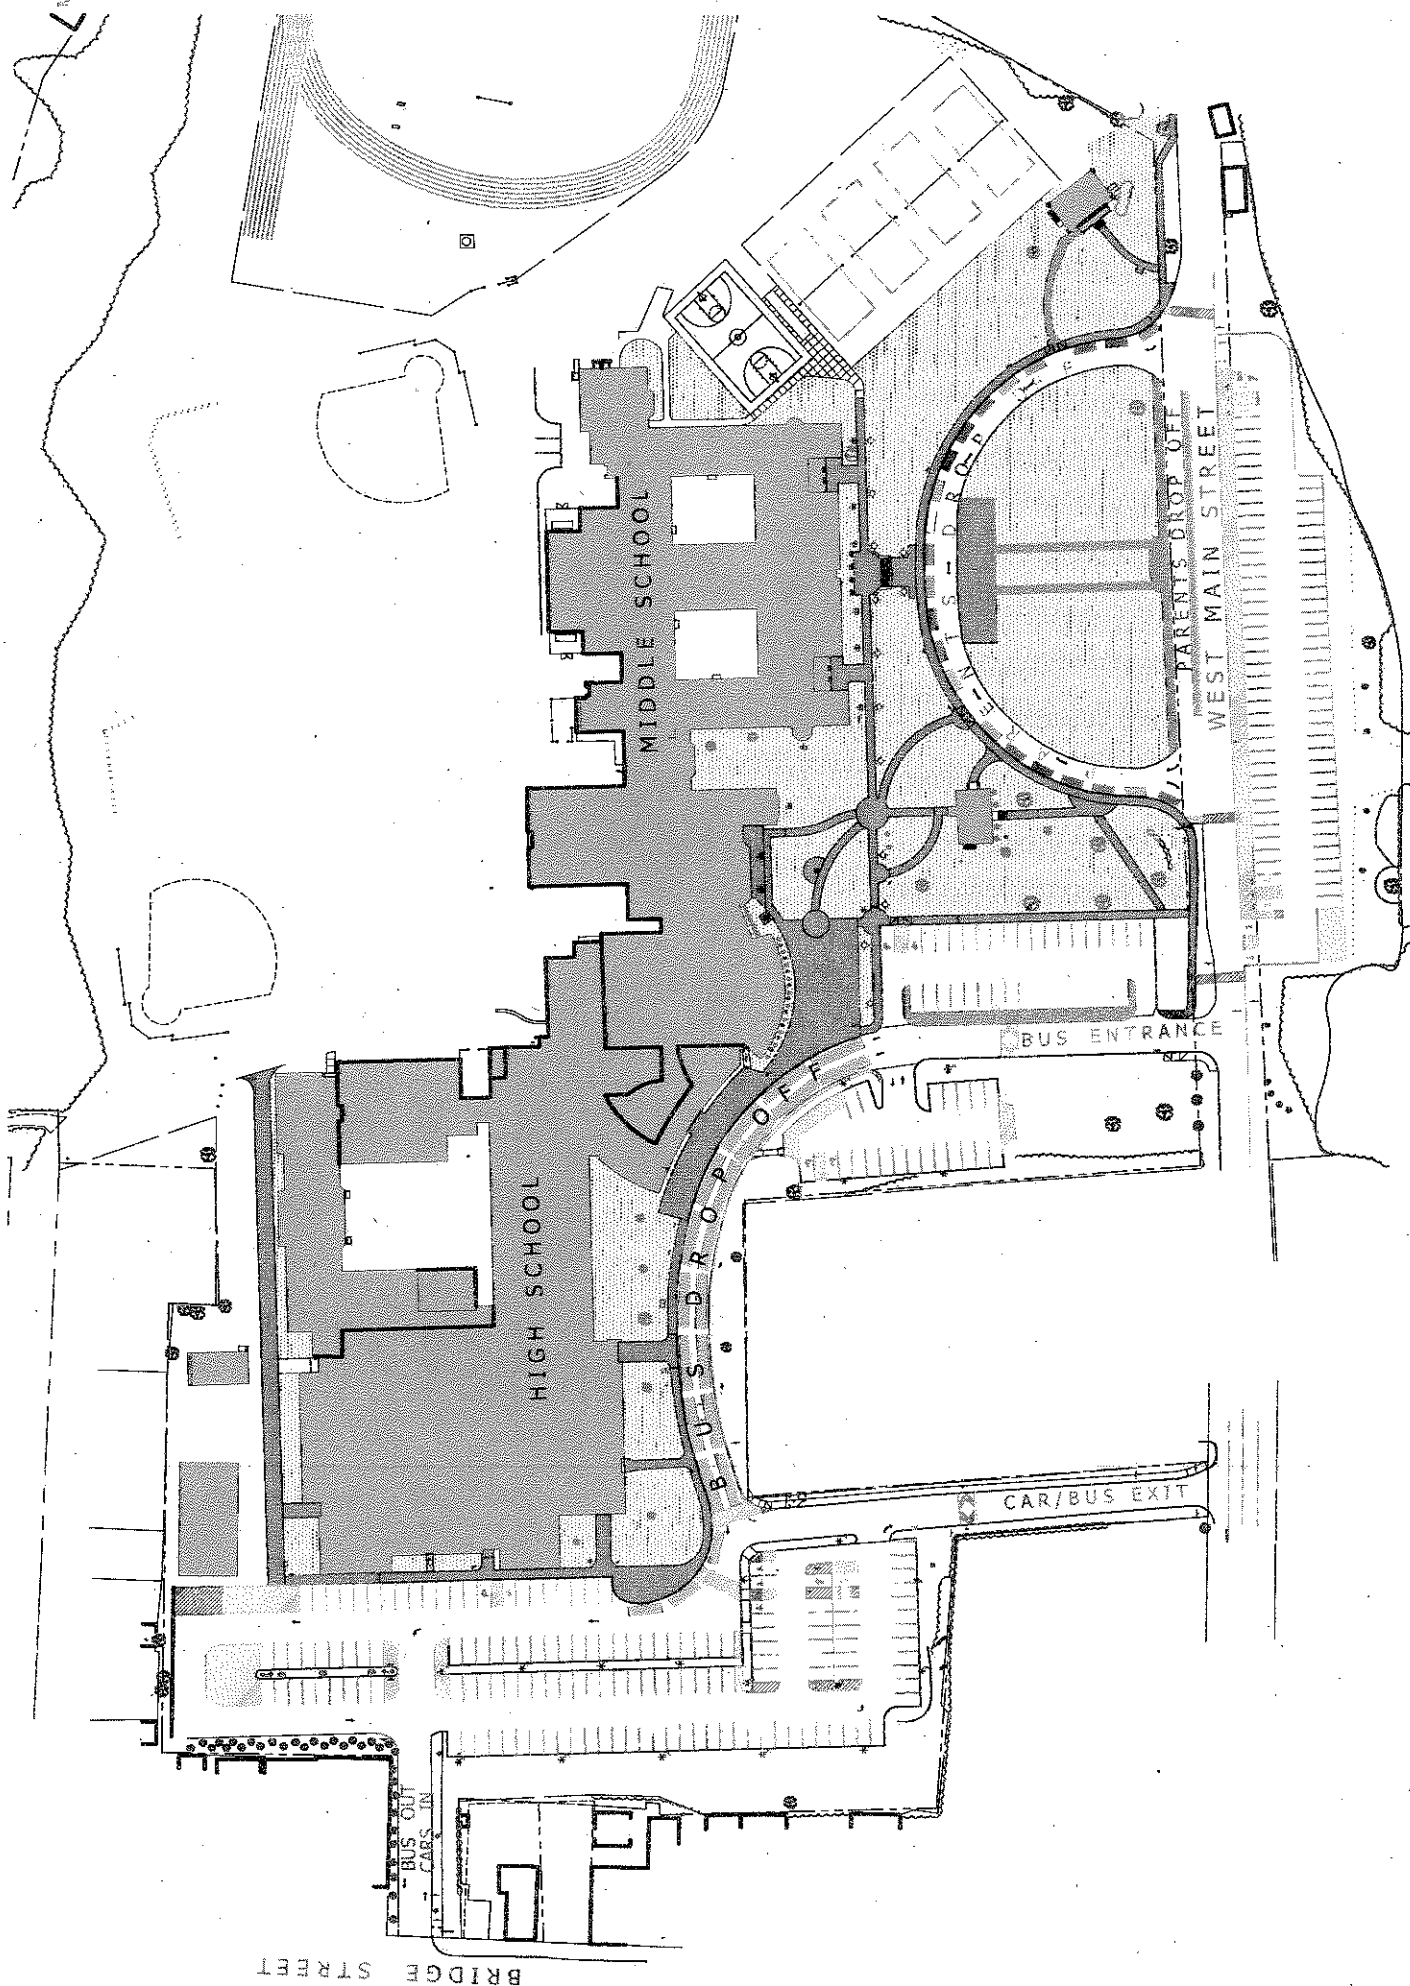 MIDDLE SCHOOL
PARENTS DROP OFF
PARENTS DROP OFF
WEST MAIN STREET
BUS ENTRANCE
BUS DROP OFF
HIGH SCHOOL
CAR/BUS EXIT
BUS OUT
CARS IN
BRIDGE STREET